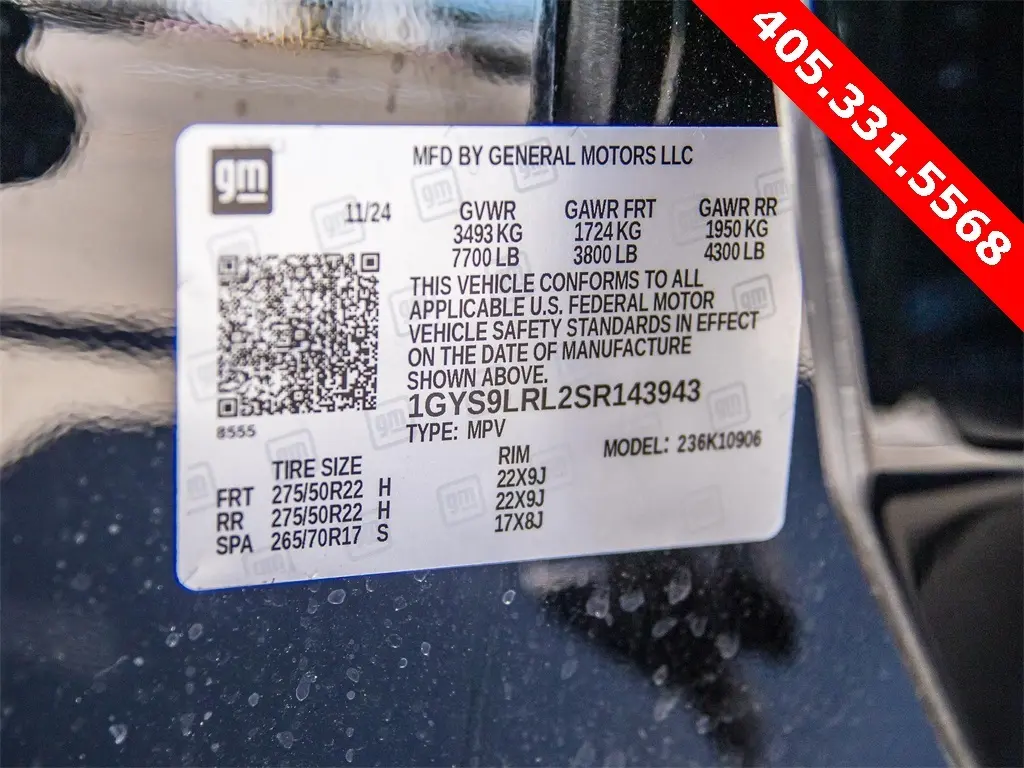 405.331.5568
gm
MFD BY GENERAL MOTORS LLC
11/24
GVWR GAWR FRT GAWR RR
3493 KG 1724 KG 1950 KG
7700 LB 3800 LB 4300 LB
THIS VEHICLE CONFORMS TO ALL
APPLICABLE U.S. FEDERAL MOTOR
VEHICLE SAFETY STANDARDS IN EFFECT
ON THE DATE OF MANUFACTURE
SHOWN ABOVE.
1GYS9LRL2SR143943
8555
TYPE: MPV MODEL: 236K10906
TIRE SIZE RIM
FRT 275/50R22 H 22X9J
RR 275/50R22 H 22X9J
SPA 265/70R17 S 17X8J